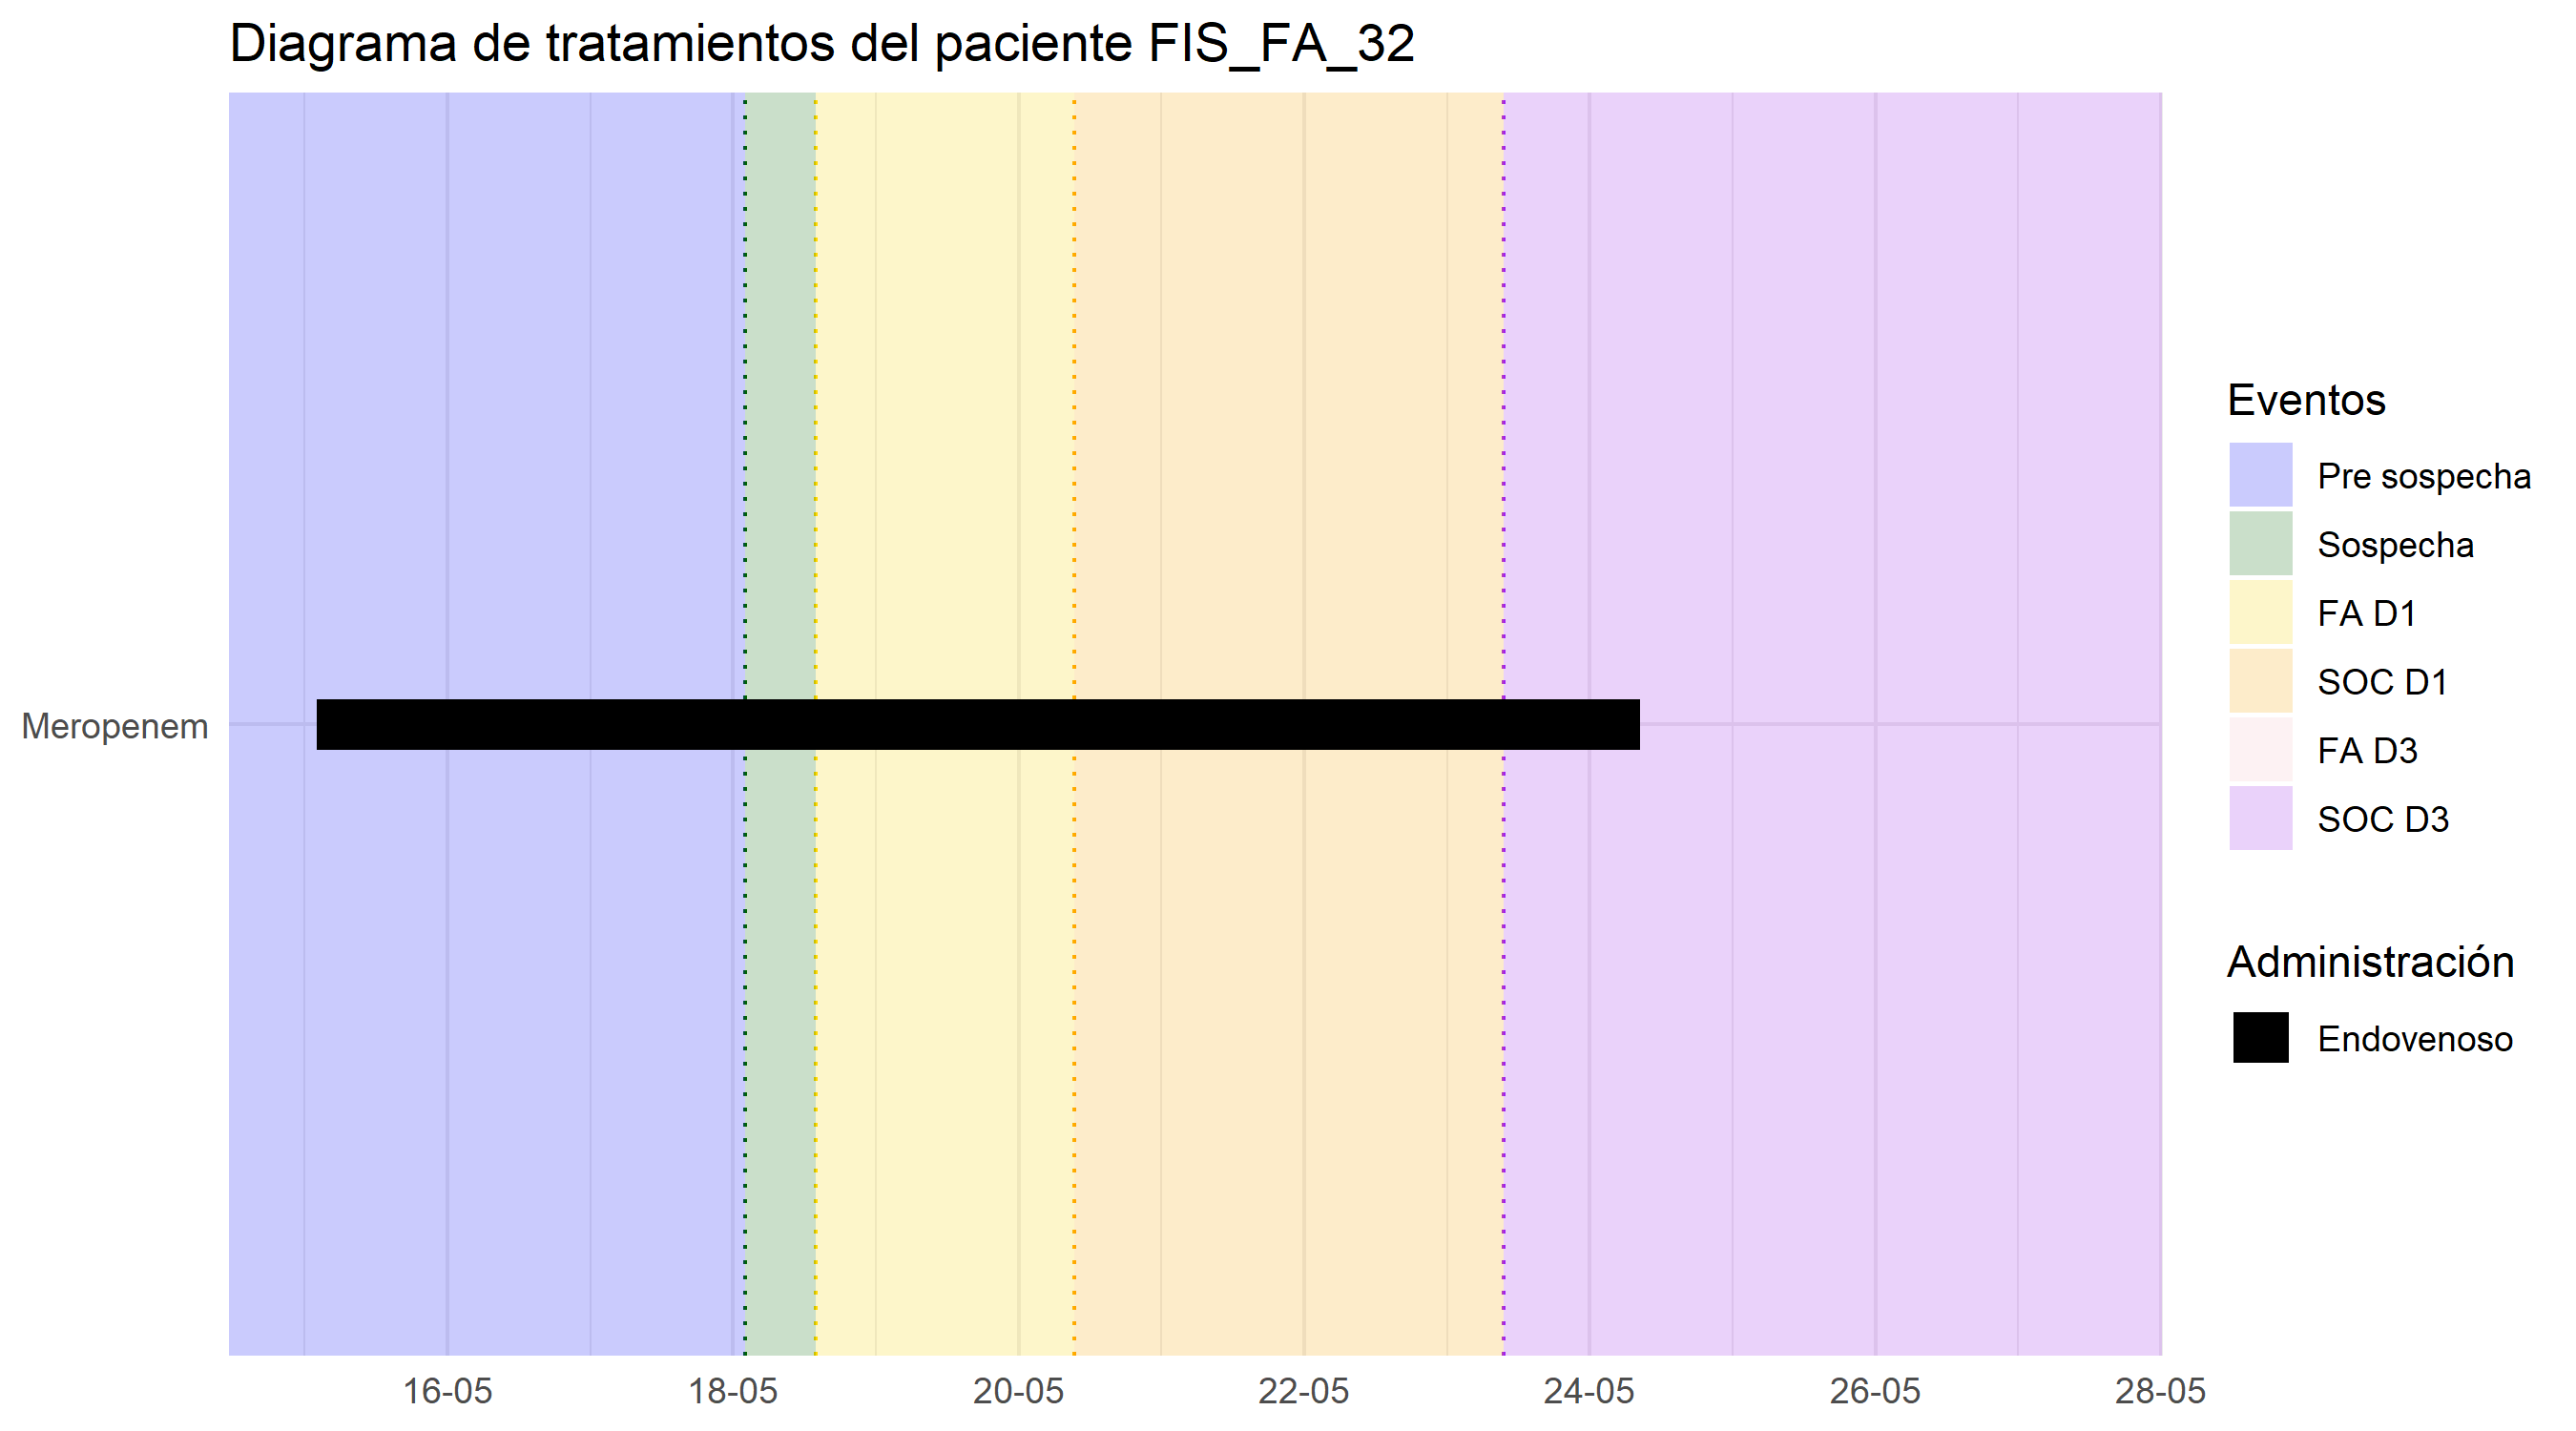 Diagrama de tratamientos del paciente FIS_FA_32
Meropenem
16-05
18-05
20-05
22-05
24-05
26-05
28-05
Eventos
Pre sospecha
Sospecha
FA D1
SOC D1
FA D3
SOC D3
Administración
Endovenoso